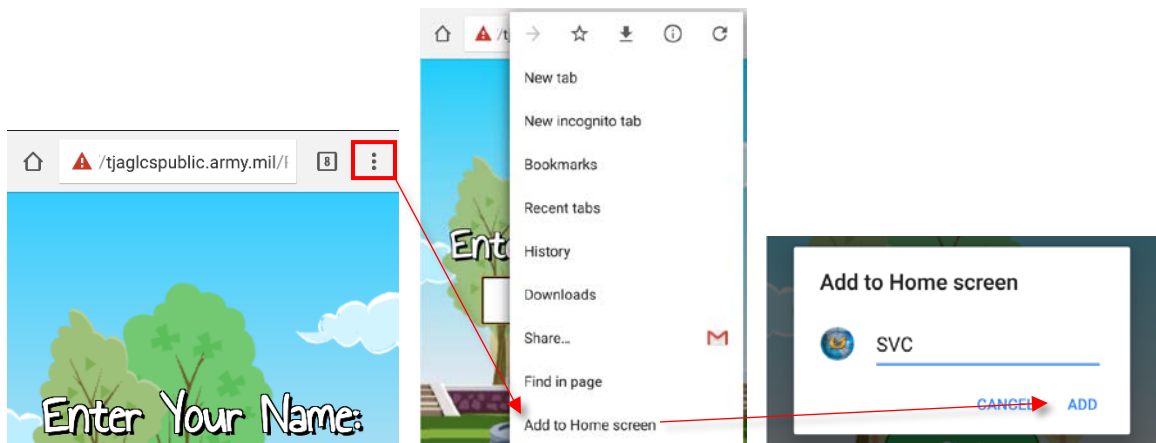 /tjaglcspublic.army.mil/
8
Enter Your Name:
New tab
New incognito tab
Bookmarks
Recent tabs
History
Downloads
Share...
Find in page
Add to Home screen
Add to Home screen
SVC
CANCEL ADD